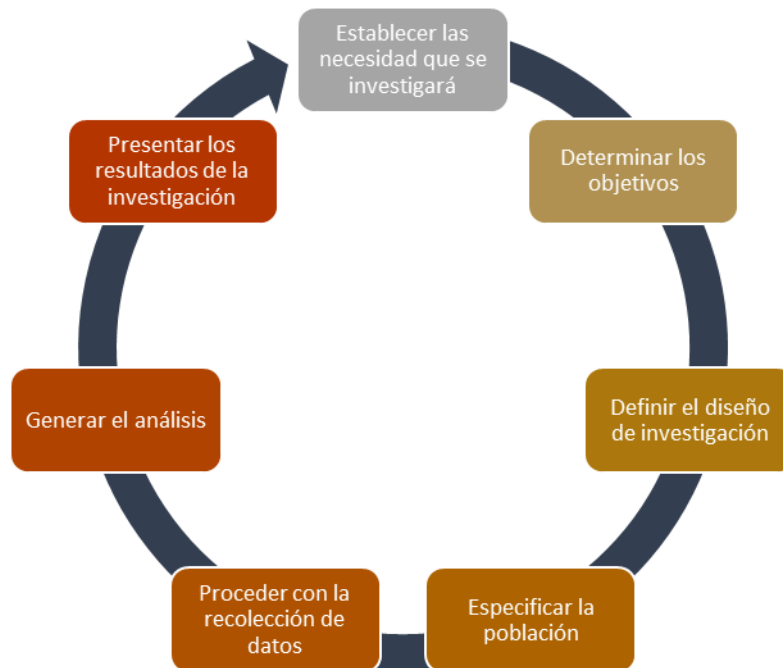 Establecer las
necesidad que se
investigará
Determinar los
objetivos
Definir el diseño
de investigación
Especificar la
población
Proceder con la
recolección de
datos
Generar el análisis
Presentar los
resultados de la
investigación